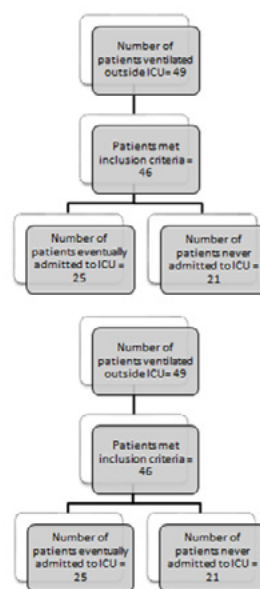 Number of
patients ventilated
outside ICU= 49
Patients met
inclusion criteria =
46
Number of
patients eventually
admitted to ICU =
25
Number of
patients never
admitted to ICU =
21
Number of
patients ventilated
outside ICU= 49
Patients met
inclusion criteria =
46
Number of
patients eventually
admitted to ICU =
25
Number of
patients never
admitted to ICU =
21